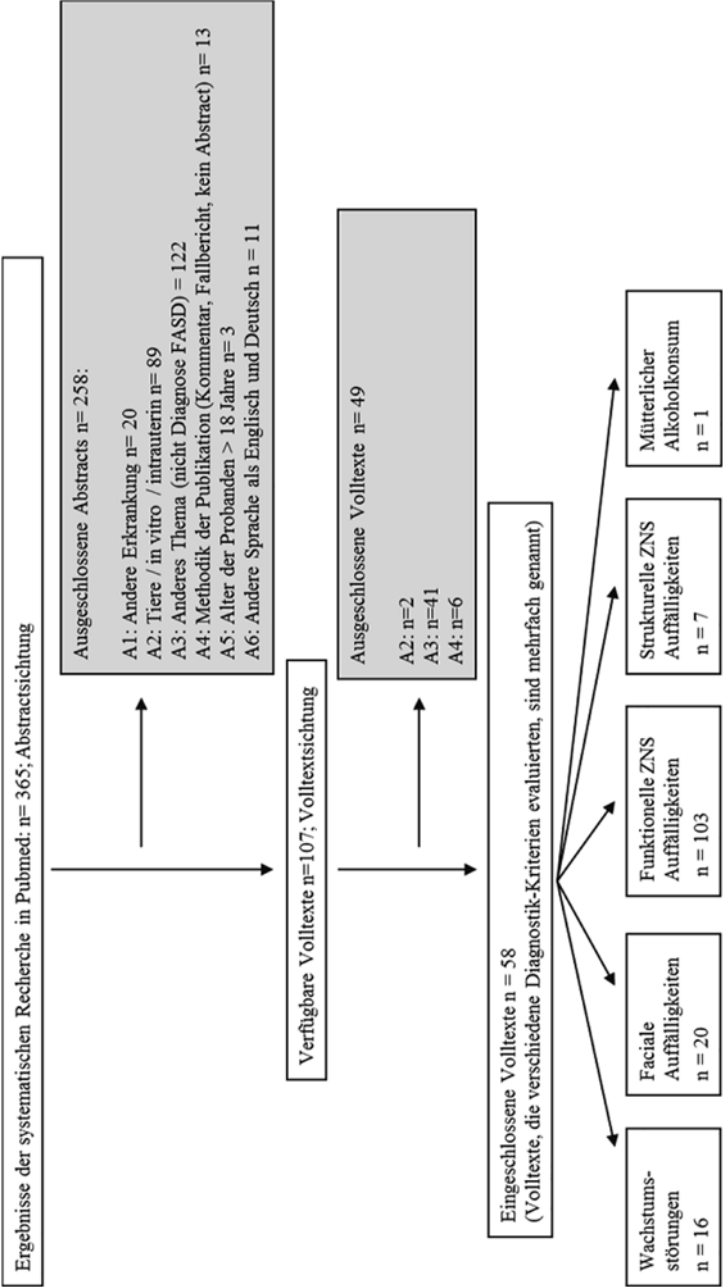 Ergebnisse der systematischen Recherche in Pubmed: n= 365; Abstractsichtung
Ausgeschlossene Abstracts n= 258:
A1: Andere Erkrankung n= 20
A2: Tiere / in vitro / intrauterin n= 89
A3: Anderes Thema (nicht Diagnose FASD) = 122
A4: Methodik der Publikation (Kommentar, Fallbericht, kein Abstract) n= 13
A5: Alter der Probanden > 18 Jahre n= 3
A6: Andere Sprache als Englisch und Deutsch n = 11
Verfügbare Volltexte n=107; Volltextsichtung
Ausgeschlossene Volltexte n= 49
A2: n=2
A3: n=41
A4: n=6
Eingeschlossene Volltexte n = 58
(Volltexte, die verschiedene Diagnostik-Kriterien evaluierten, sind mehrfach genannt)
Wachstums-
störungen
n = 16
Faciale
Auffälligkeiten
n = 20
Funktionelle ZNS
Auffälligkeiten
n = 103
Strukturelle ZNS
Auffälligkeiten
n = 7
Mütterlicher
Alkoholkonsum
n = 1